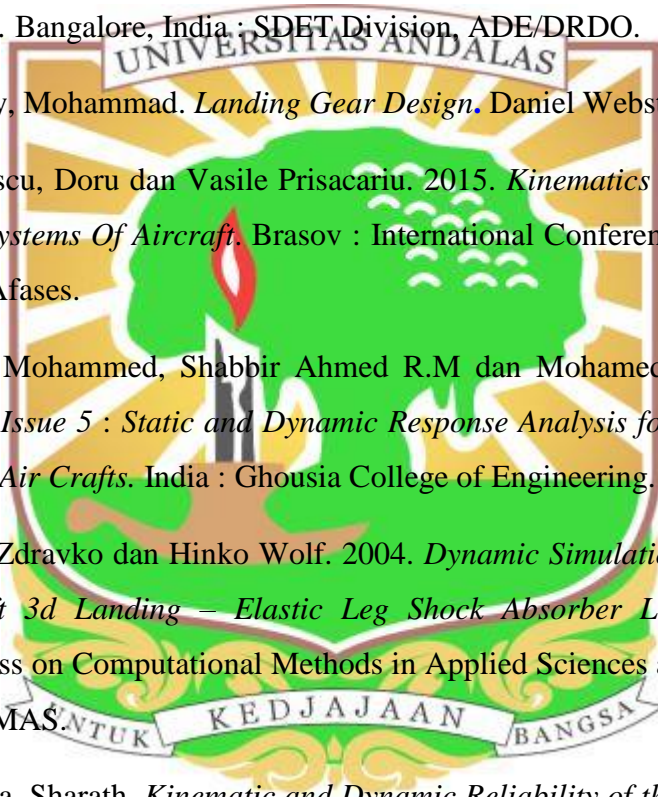 . Bangalore, India : SDET Division, ADE/DRDO.
UNIVERSITAS ANDALAS
y, Mohammad. Landing Gear Design. Daniel Webs
scu, Doru dan Vasile Prisacariu. 2015. Kinematics
ystems Of Aircraft. Brasov : International Conferen
Afases.
Mohammed, Shabbir Ahmed R.M dan Mohamed
Issue 5 : Static and Dynamic Response Analysis fo
Air Crafts. India : Ghousia College of Engineering.
Zdravko dan Hinko Wolf. 2004. Dynamic Simulati
ft 3d Landing – Elastic Leg Shock Absorber L
ss on Computational Methods in Applied Sciences
MAS.
UNTUK KEDJAJAAN BANGSA
a, Sharath. Kinematic and Dynamic Reliability of th